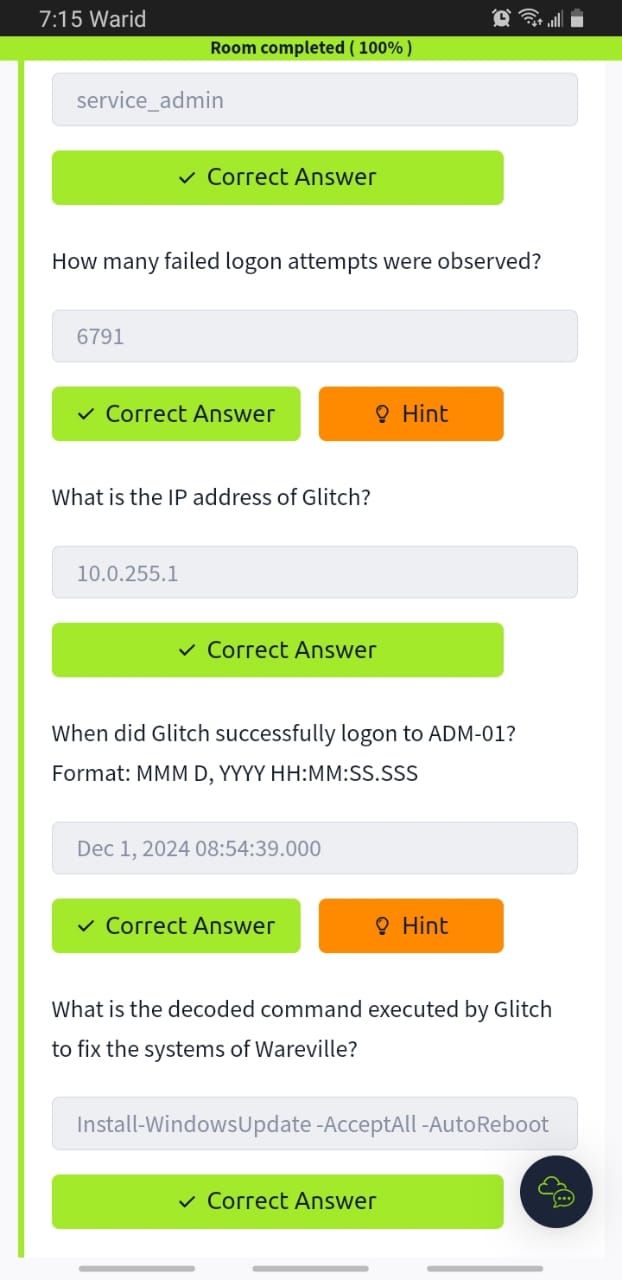 7:15 Warid
Room completed ( 100% )
service_admin
Correct Answer
How many failed logon attempts were observed?
6791
Correct Answer
Hint
What is the IP address of Glitch?
10.0.255.1
Correct Answer
When did Glitch successfully logon to ADM-01?
Format: MMM D, YYYY HH:MM:SS.SSS
Dec 1, 2024 08:54:39.000
Correct Answer
Hint
What is the decoded command executed by Glitch
to fix the systems of Wareville?
Install-WindowsUpdate -AcceptAll -AutoReboot
Correct Answer